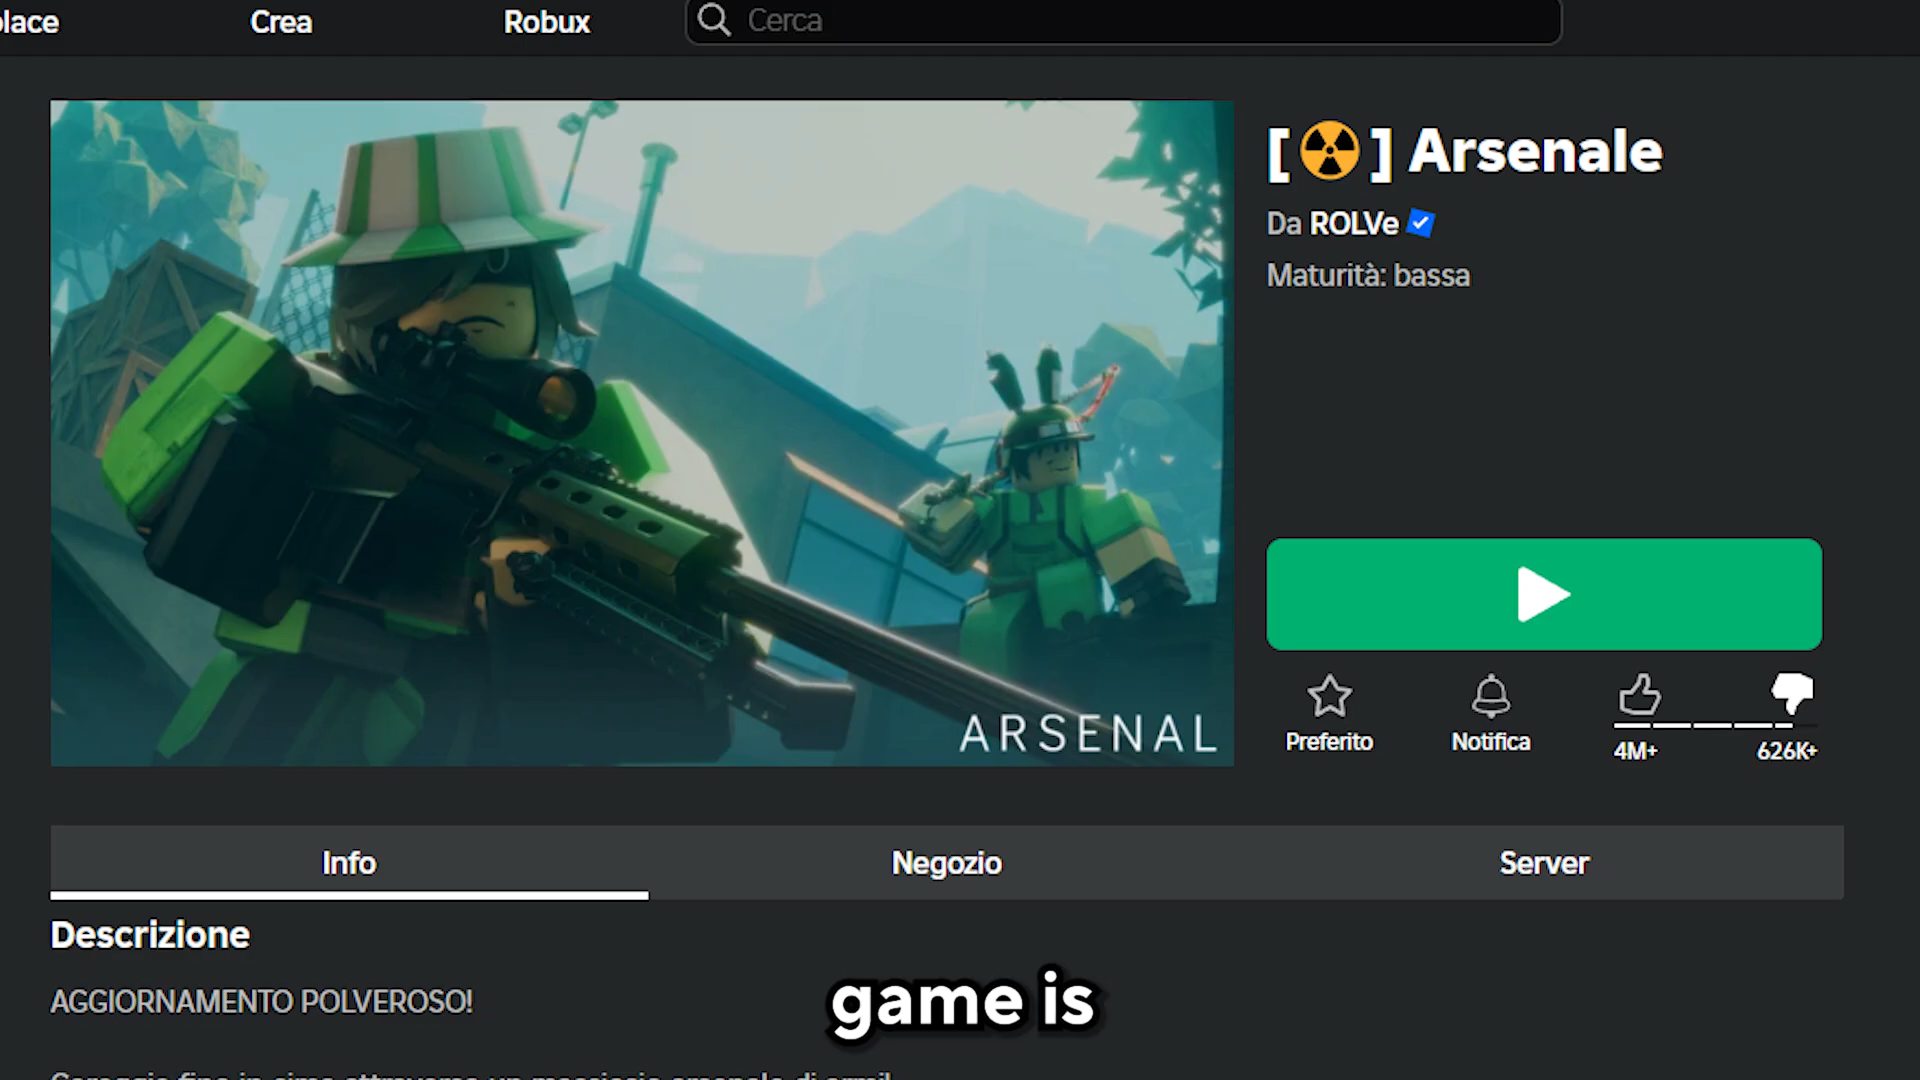 Crea
Robux
Cerca
[☢] Arsenale
Da ROLVe
Maturità: bassa
ARSENAL
Preferito
Notifica
4M+
626K+
Info
Negozio
Server
Descrizione
AGGIORNAMENTO POLVEROSO!
game is